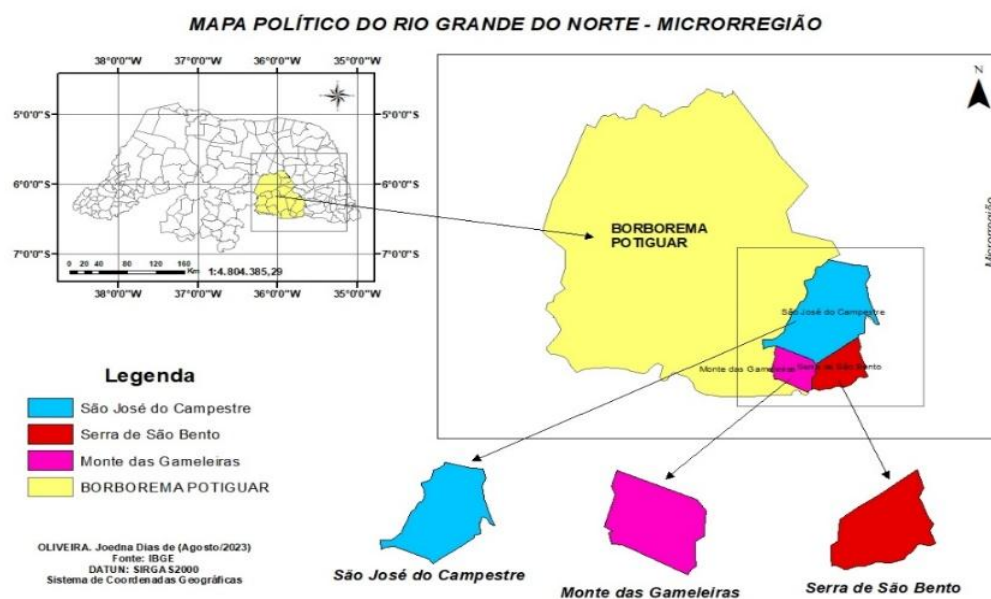 MAPA POLÍTICO DO RIO GRANDE DO NORTE - MICRORREGIÃO
38°0'0"W 37°0'0"W 36°0'0"W 35°0'0"W
5°0'0"S 5°0'0"S
6°0'0"S 6°0'0"S
7°0'0"S 7°0'0"S
0 20 40 80 120 160
Km 1:4.804.385,29
38°0'0"W 37°0'0"W 36°0'0"W 35°0'0"W
N
BORBOREMA
POTIGUAR
Microrregião
São José do Campestre
Monte das Gameleiras
Serra de São Bento
Legenda
São José do Campestre
Serra de São Bento
Monte das Gameleiras
BORBOREMA POTIGUAR
OLIVEIRA. Joedna Dias de (Agosto/2023)
Fonte: IBGE
DATUN: SIRGAS2000
Sistema de Coordenadas Geográficas
São José do Campestre
Monte das Gameleiras
Serra de São Bento